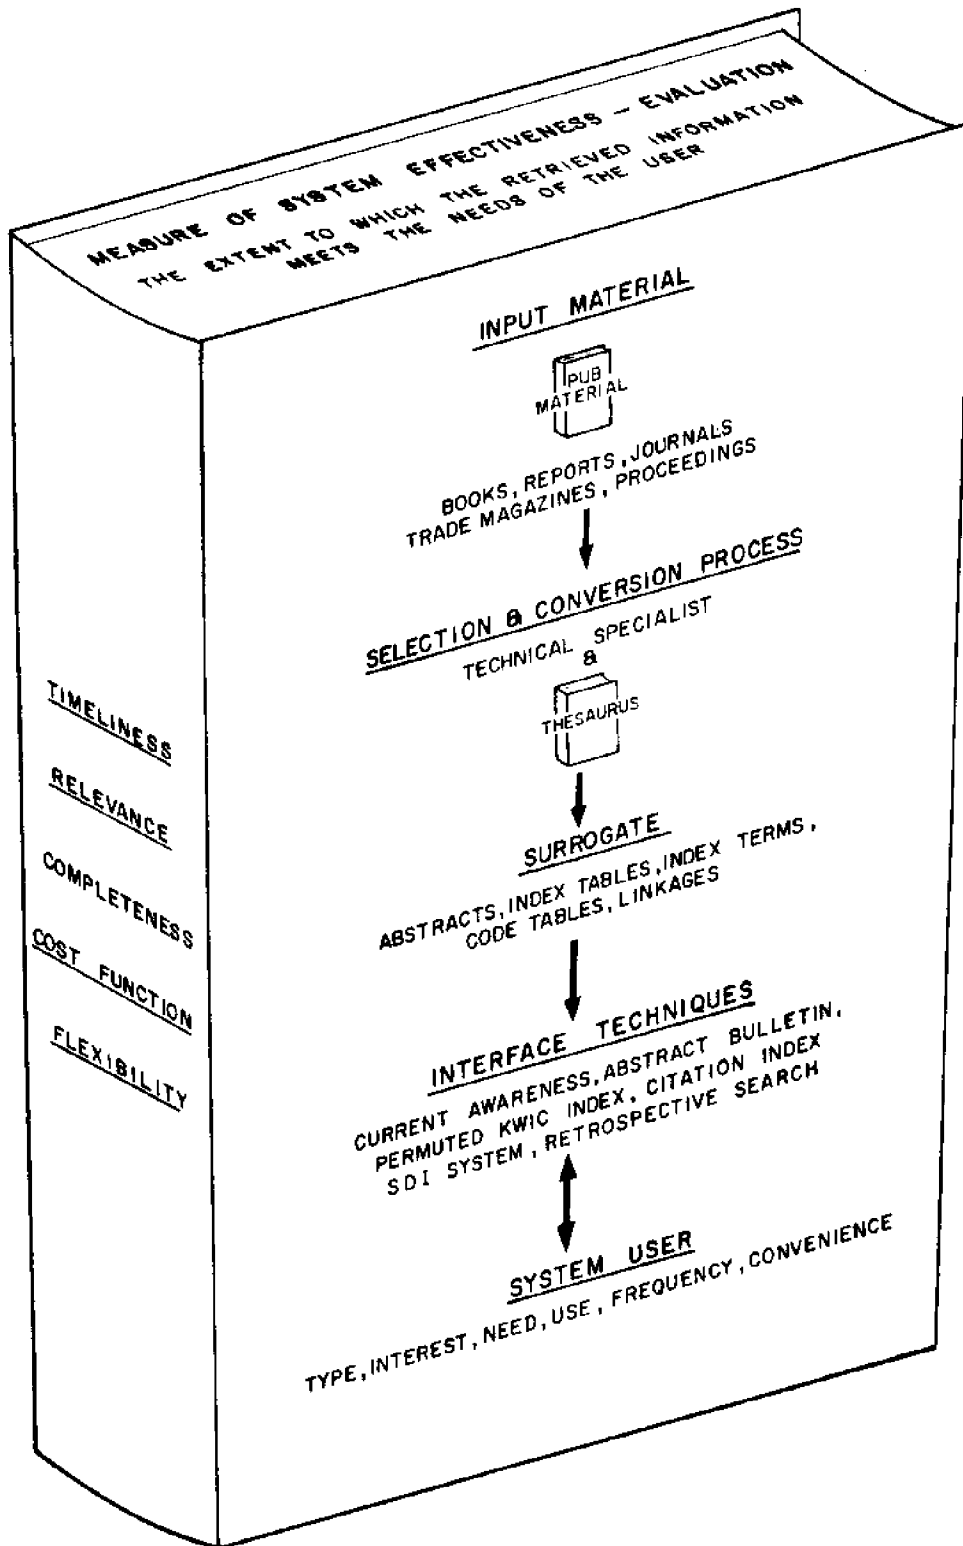 MEASURE OF SYSTEM EFFECTIVENESS – EVALUATION
THE EXTENT TO WHICH THE RETRIEVED INFORMATION
MEETS THE NEEDS OF THE USER
INPUT MATERIAL
PUB
MATERIAL
BOOKS, REPORTS, JOURNALS
TRADE MAGAZINES, PROCEEDINGS
SELECTION & CONVERSION PROCESS
TECHNICAL SPECIALIST
&
THESAURUS
SURROGATE
ABSTRACTS, INDEX TABLES, INDEX TERMS,
CODE TABLES, LINKAGES
INTERFACE TECHNIQUES
CURRENT AWARENESS, ABSTRACT BULLETIN,
PERMUTED KWIC INDEX, CITATION INDEX
SDI SYSTEM, RETROSPECTIVE SEARCH
SYSTEM USER
TYPE, INTEREST, NEED, USE, FREQUENCY, CONVENIENCE
TIMELINESS
RELEVANCE
COMPLETENESS
COST FUNCTION
FLEXIBILITY